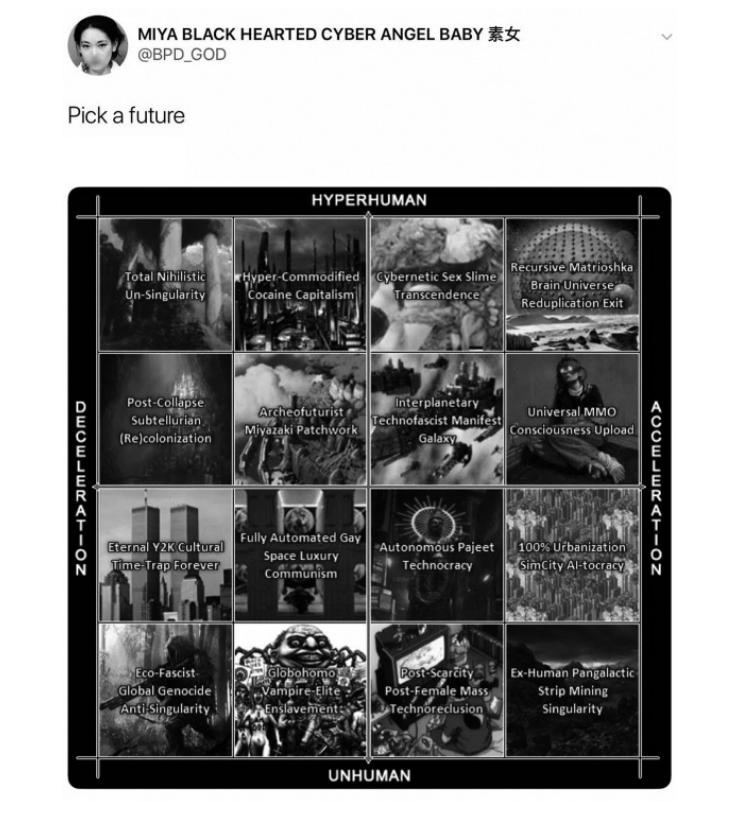 MIYA BLACK HEARTED CYBER ANGEL BABY 素女
@BPD_GOD
Pick a future
HYPERHUMAN
Total Nihilistic
Un-Singularity
Hyper-Commodified
Cocaine Capitalism
Cybernetic Sex Slime
Transcendence
Recursive Matrioshka
Brain Universe
Reduplication Exit
DECELERATION
Post-Collapse
Subtellurian
(Re)colonization
Archeofuturist
Miyazaki Patchwork
Interplanetary
Technofascist Manifest
Galaxy
Universal MMO
Consciousness Upload
ACCELERATION
Eternal Y2K Cultural
Time-Trap Forever
Fully Automated Gay
Space Luxury
Communism
Autonomous Pajeet
Technocracy
100% Urbanization
SimCity AI-tocracy
Eco-Fascist
Global Genocide
Anti-Singularity
Globohomo
Vampire-Elite
Enslavement
Post-Scarcity
Post-Female Mass
Technoreclusion
Ex-Human Pangalactic
Strip Mining
Singularity
UNHUMAN